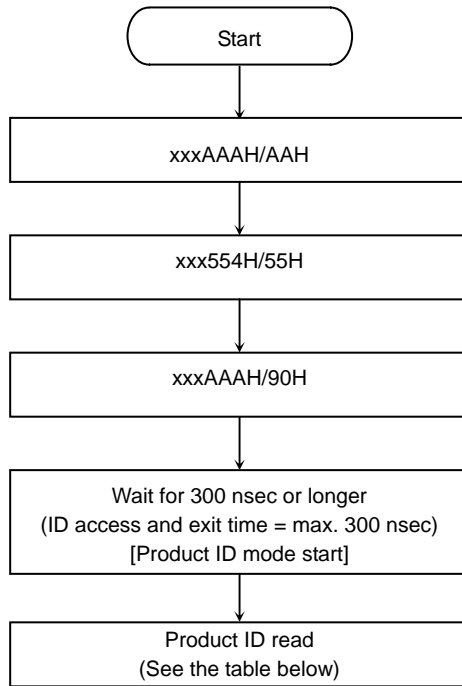 Start
xxxAAAH/AAH
xxx554H/55H
xxxAAAH/90H
Wait for 300 nsec or longer
(ID access and exit time = max. 300 nsec)
[Product ID mode start]
Product ID read
(See the table below)